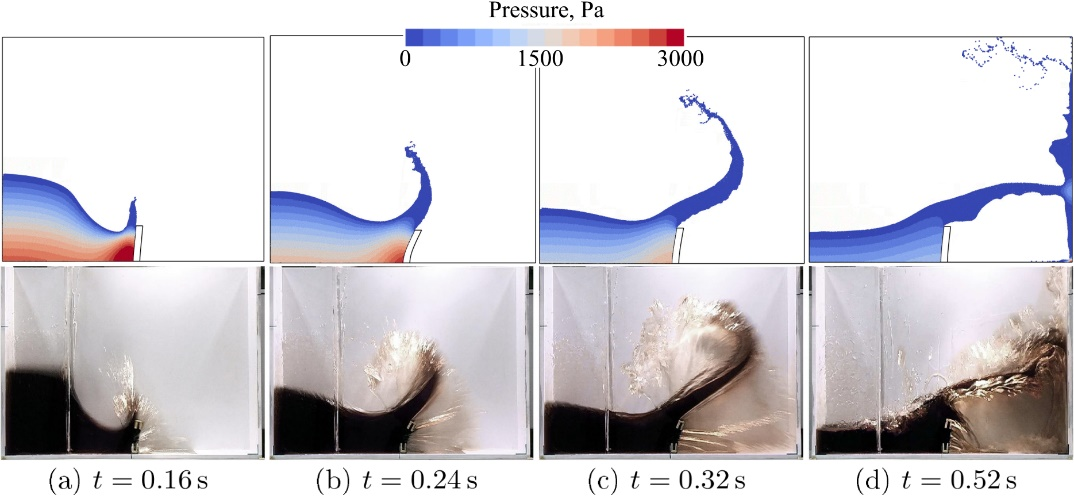 Pressure, Pa
0 1500 3000
(a) t = 0.16 s (b) t = 0.24 s (c) t = 0.32 s (d) t = 0.52 s